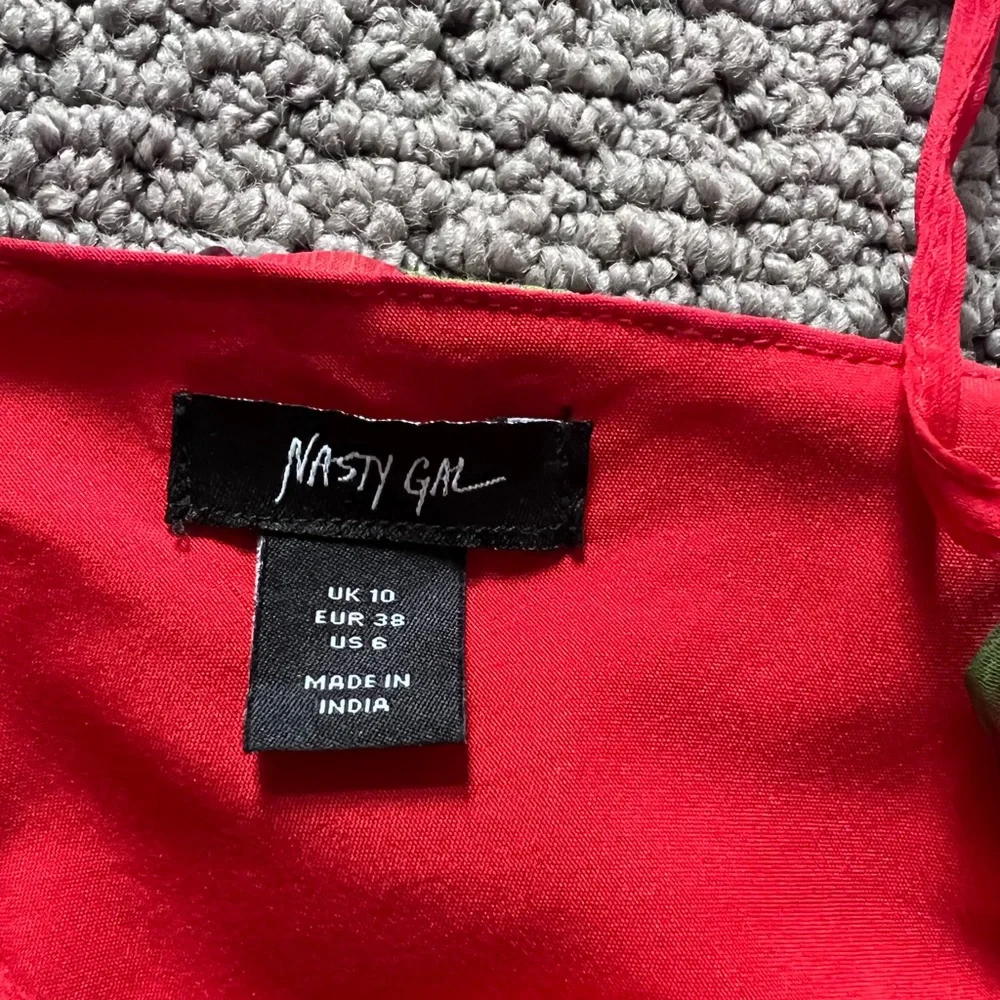 NASTY GAL
UK 10
EUR 38
US 6
MADE IN
INDIA